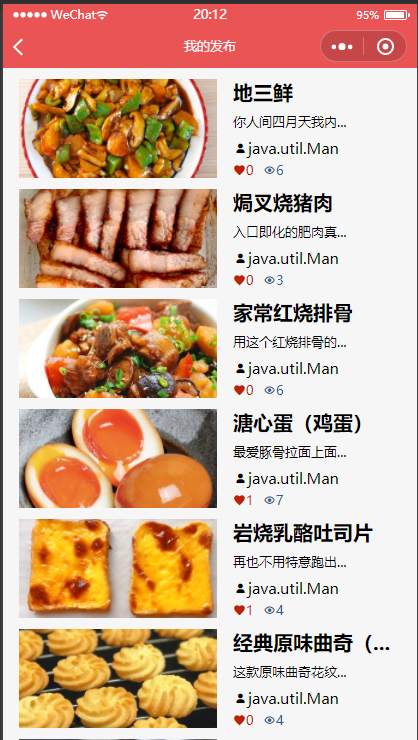 WeChat 20:12 95%
我的发布
地三鲜
你人间四月天我内...
java.util.Man
0 6
焗叉烧猪肉
入口即化的肥肉真...
java.util.Man
0 3
家常红烧排骨
用这个红烧排骨的...
java.util.Man
0 6
溏心蛋（鸡蛋）
最爱豚骨拉面上面...
java.util.Man
1 7
岩烧乳酪吐司片
再也不用特意跑出...
java.util.Man
1 4
经典原味曲奇（...
这款原味曲奇花纹...
java.util.Man
0 4